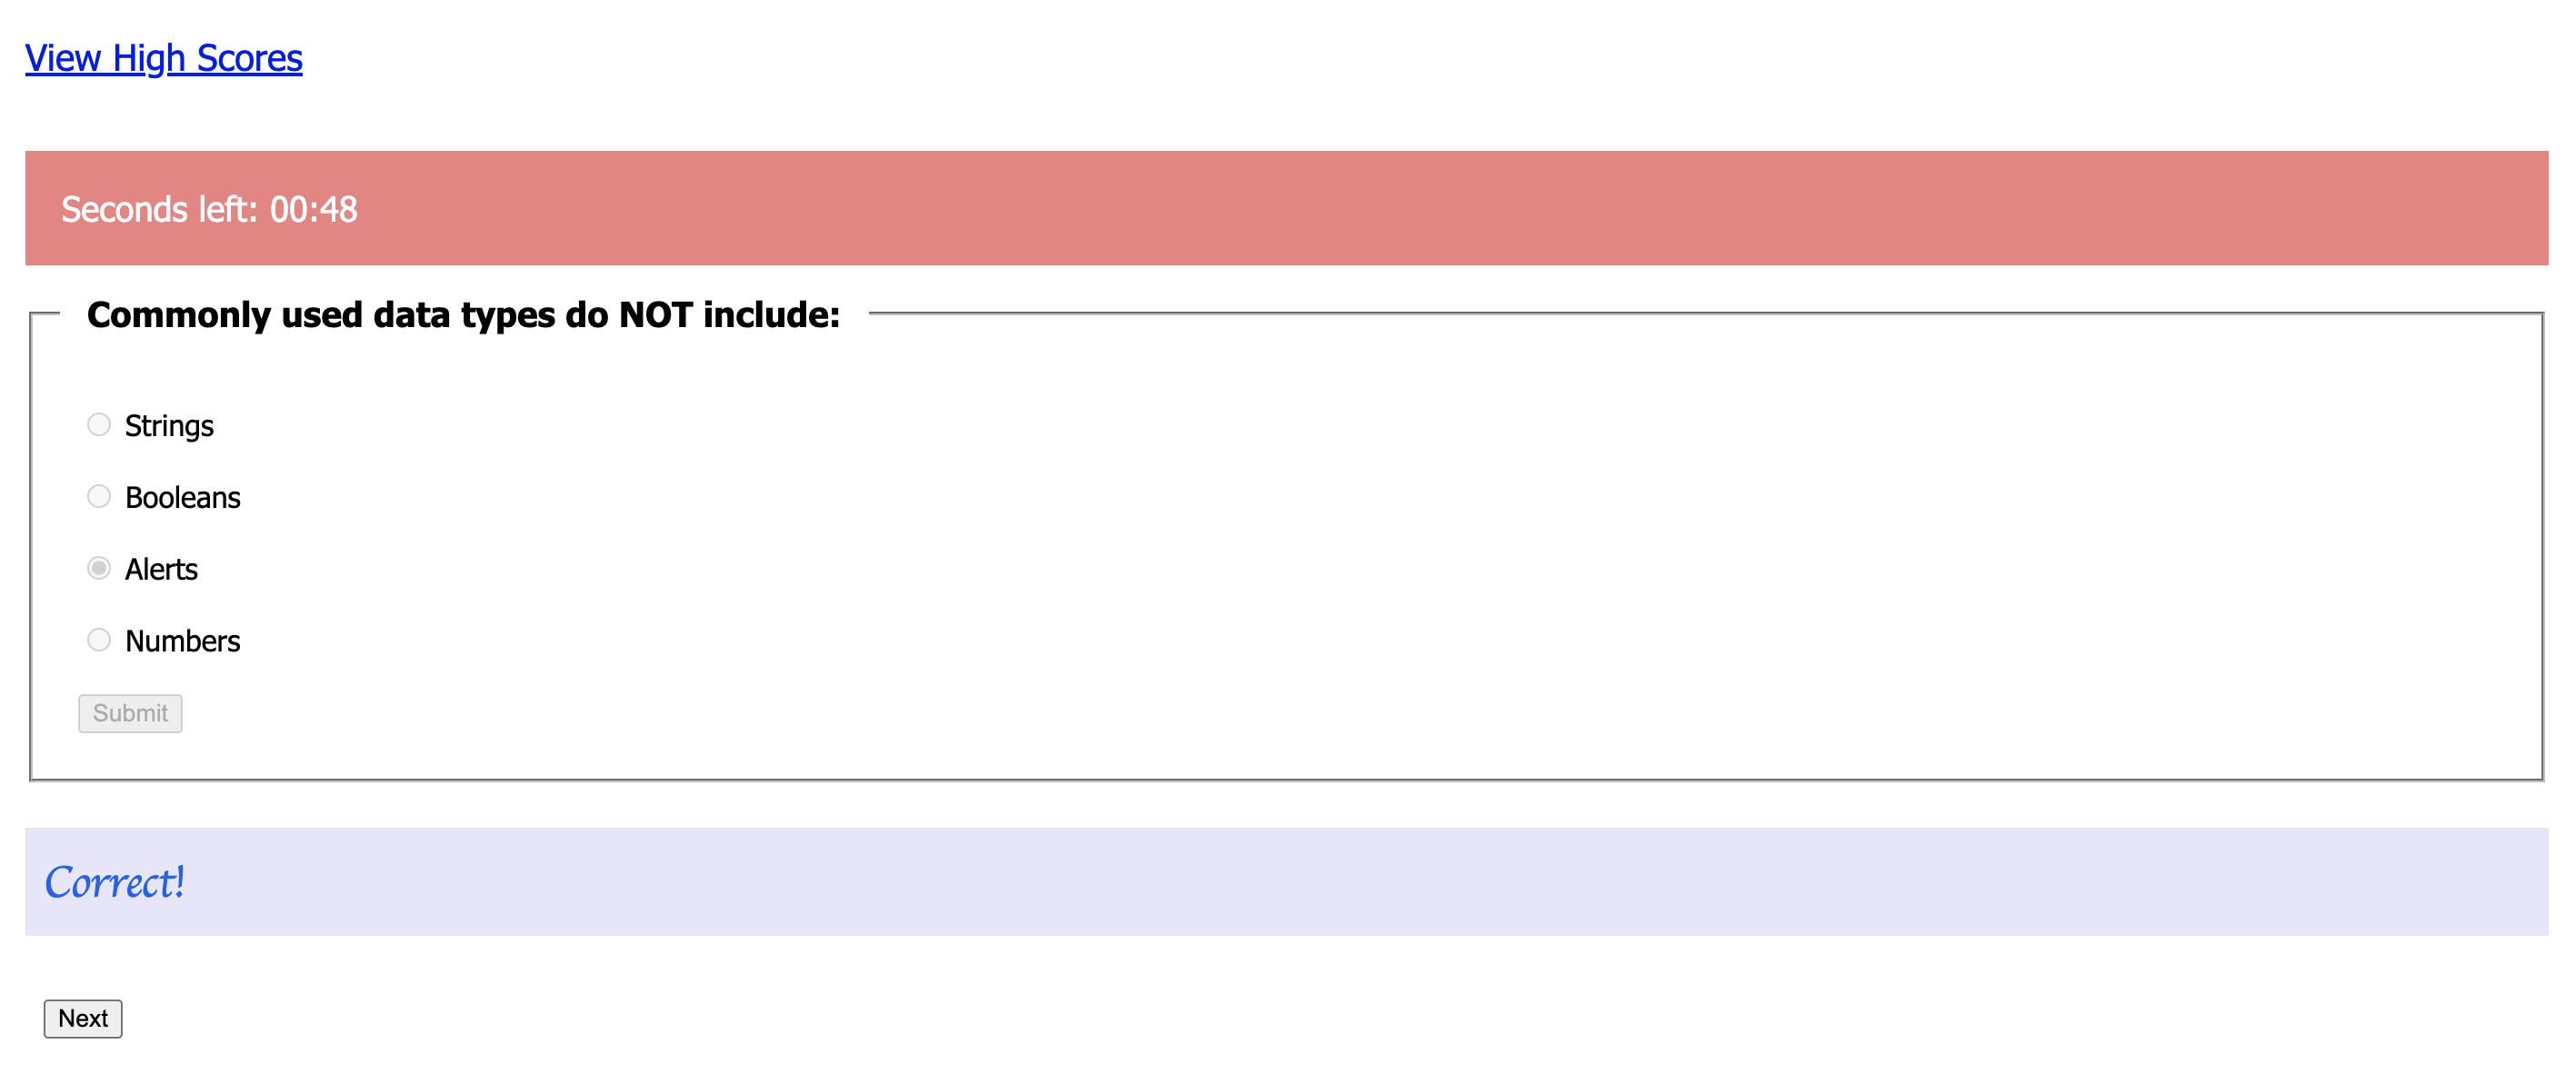 View High Scores
Seconds left: 00:48
Commonly used data types do NOT include:
Strings
Booleans
Alerts
Numbers
Submit
Correct!
Next